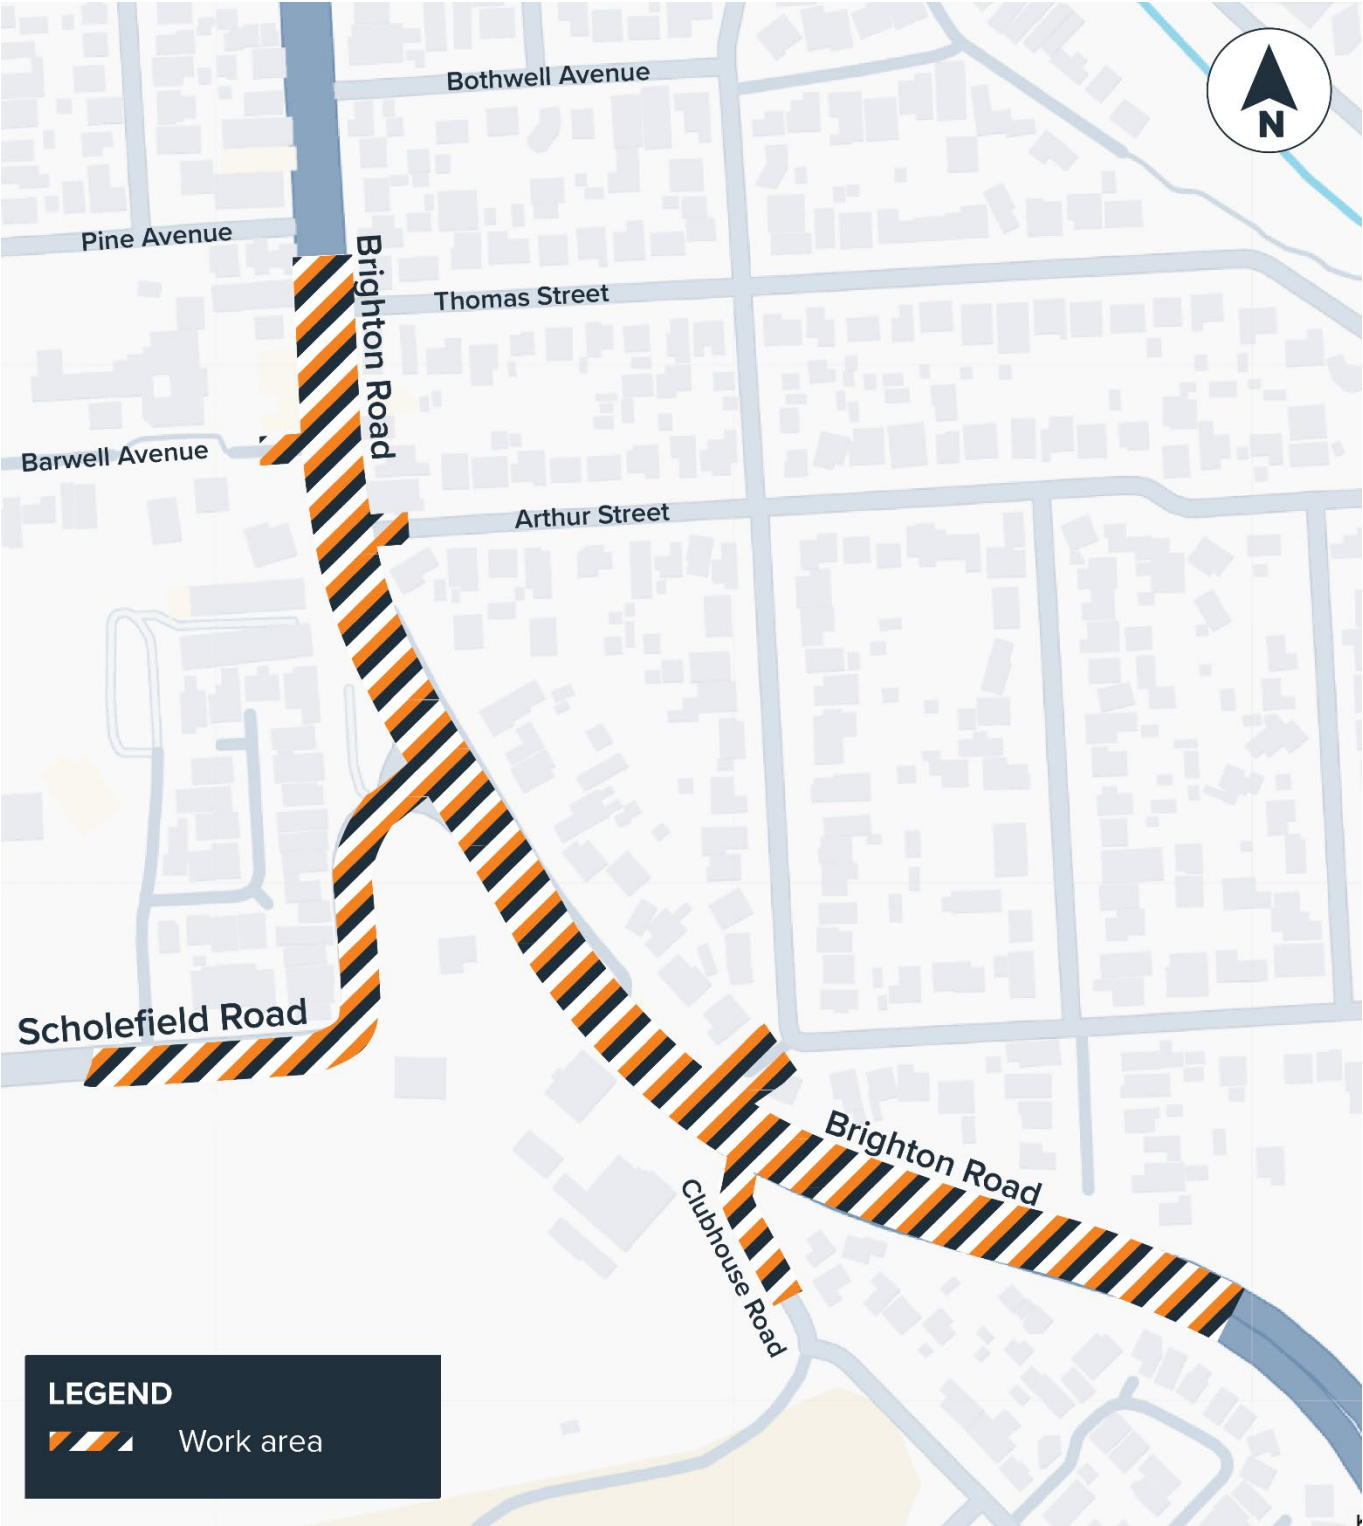 Bothwell Avenue
N
Pine Avenue
Brighton Road
Thomas Street
Barwell Avenue
Arthur Street
Scholefield Road
Brighton Road
Clubhouse Road
LEGEND
Work area